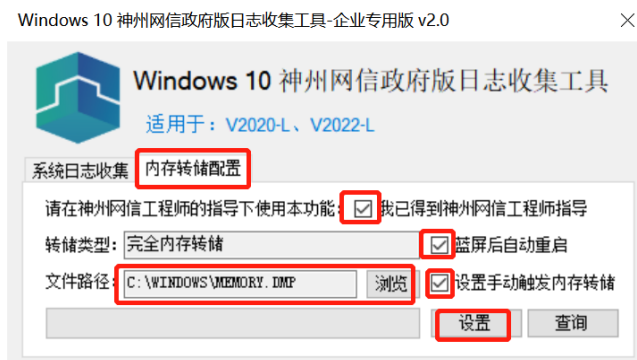 Windows 10 神州网信政府版日志收集工具-企业专用版 v2.0
Windows 10 神州网信政府版日志收集工具
适用于：V2020-L、V2022-L
系统日志收集 内存转储配置
请在神州网信工程师的指导下使用本功能： 我已得到神州网信工程师指导
转储类型： 完全内存转储 蓝屏后自动重启
文件路径： C:\WINDOWS\MEMORY.DMP 浏览 设置手动触发内存转储
设置 查询